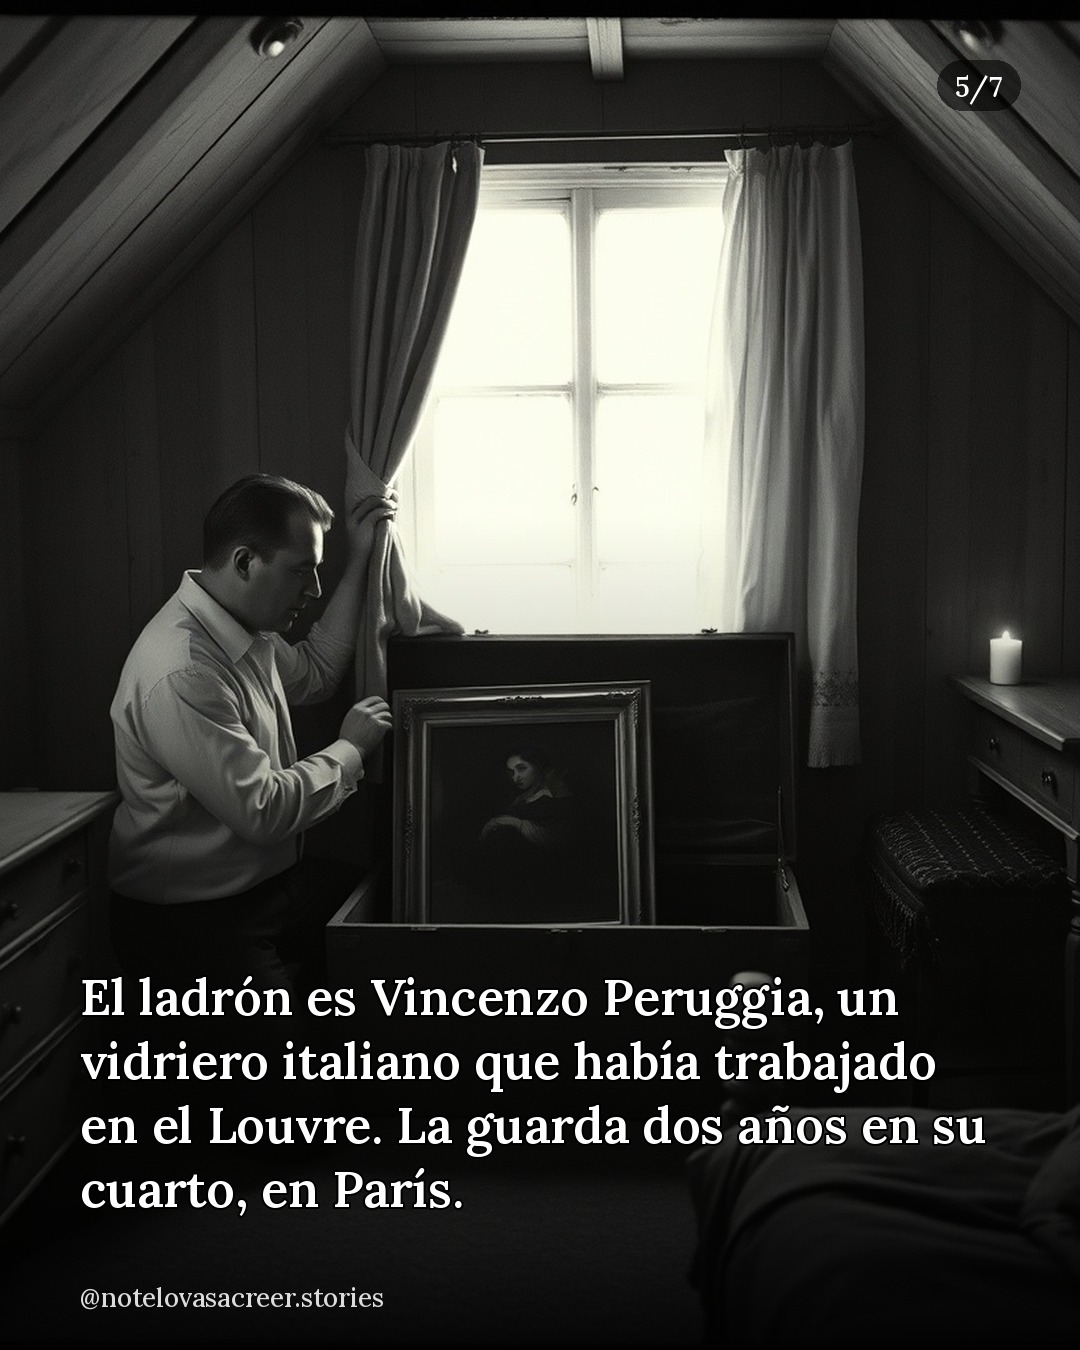 5/7
El ladrón es Vincenzo Peruggia, un
vidriero italiano que había trabajado
en el Louvre. La guarda dos años en su
cuarto, en París.
@notelovasacreer.stories